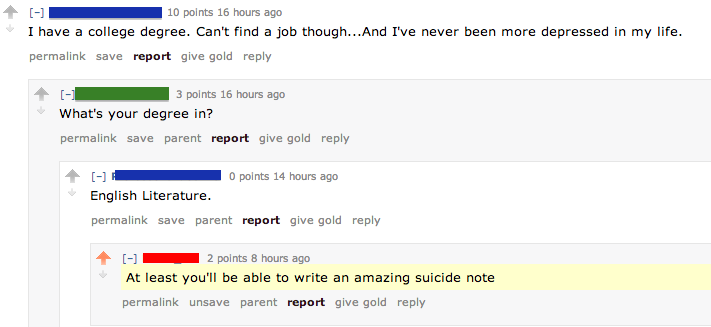 [–] 10 points 16 hours ago
I have a college degree. Can't find a job though...And I've never been more depressed in my life.
permalink save report give gold reply
[–] 3 points 16 hours ago
What's your degree in?
permalink save parent report give gold reply
[–] 0 points 14 hours ago
English Literature.
permalink save parent report give gold reply
[–] 2 points 8 hours ago
At least you'll be able to write an amazing suicide note
permalink unsave parent report give gold reply